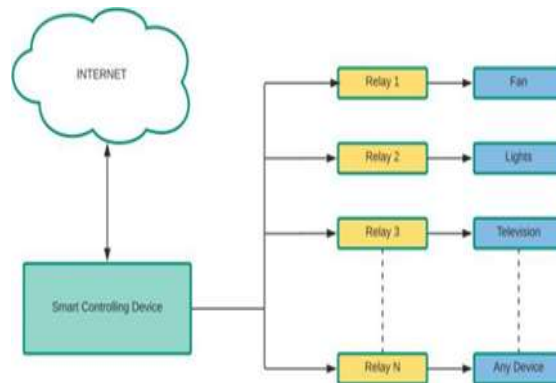 INTERNET
Relay 1
Fan
Relay 2
Lights
Relay 3
Television
Smart Controlling Device
Relay N
Any Device